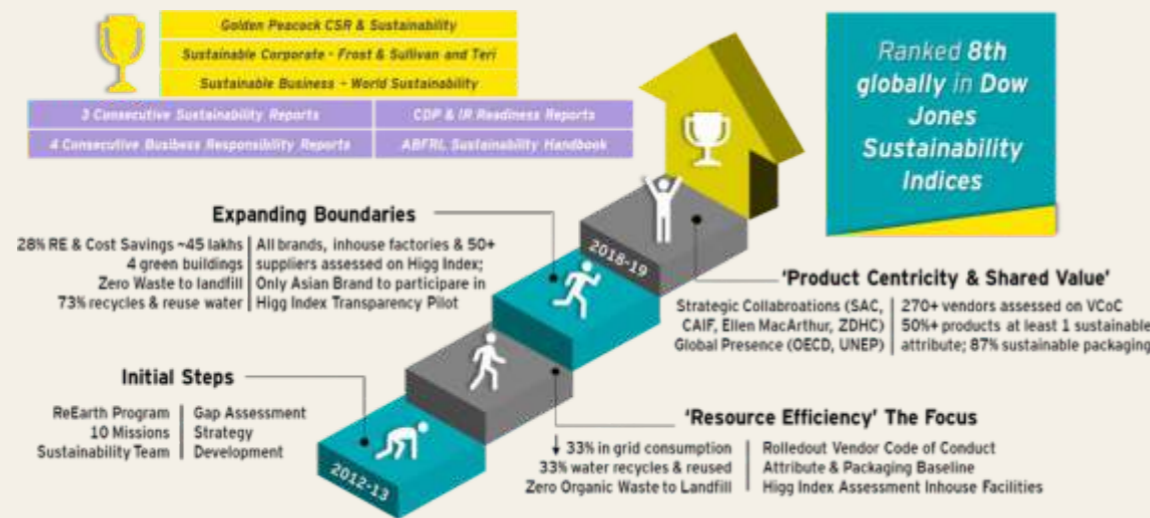 Golden Peacock CSR & Sustainability
Sustainable Corporate - Frost & Sullivan and Teri
Sustainable Business - World Sustainability
3 Consecutive Sustainability Reports
CDP & IR Readiness Reports
4 Consecutive Busibess Responsibility Reports
ABFRL Sustainability Handbook
Ranked 8th
globally in Dow
Jones
Sustainability
Indices
Expanding Boundaries
28% RE & Cost Savings ~45 lakhs
4 green buildings
Zero Waste to landfill
73% recycles & reuse water
All brands, inhouse factories & 50+
suppliers assessed on Higg Index;
Only Asian Brand to participare in
Higg Index Transparency Pilot
2018-19
'Product Centricity & Shared Value'
Strategic Collabroations (SAC,
CAIF, Ellen MacArthur, ZDHC)
Global Presence (OECD, UNEP)
270+ vendors assessed on VCoC
50%+ products at least 1 sustainable
attribute; 87% sustainable packaging
Initial Steps
ReEarth Program
10 Missions
Sustainability Team
Gap Assessment
Strategy
Development
2012-13
'Resource Efficiency' The Focus
↓ 33% in grid consumption
33% water recycles & reused
Zero Organic Waste to Landfill
Rolledout Vendor Code of Conduct
Attribute & Packaging Baseline
Higg Index Assessment Inhouse Facilities